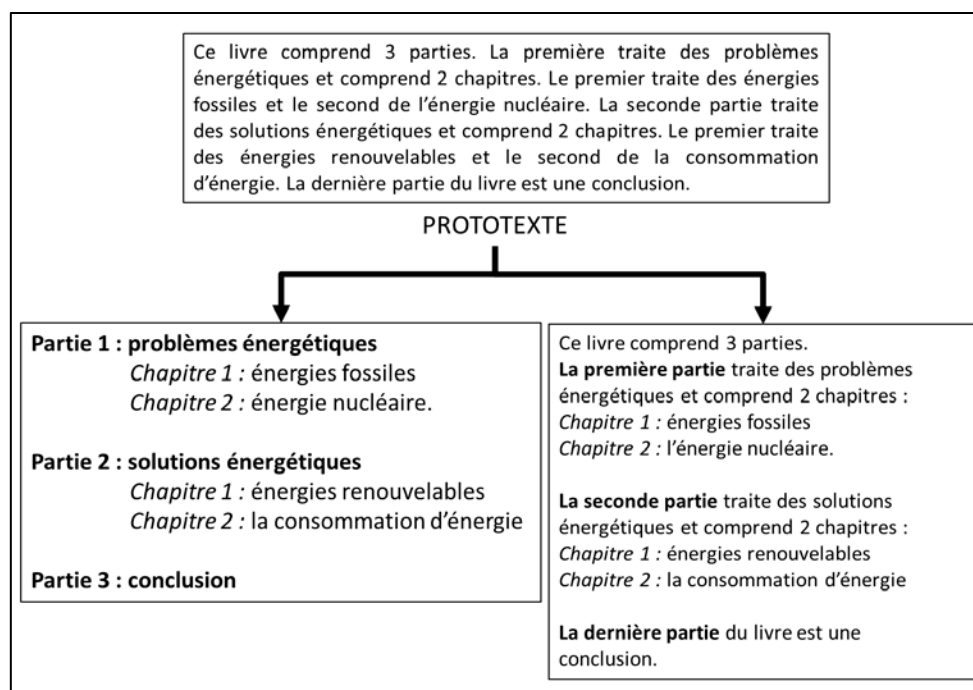 Ce livre comprend 3 parties. La première traite des problèmes
énergétiques et comprend 2 chapitres. Le premier traite des énergies
fossiles et le second de l'énergie nucléaire. La seconde partie traite
des solutions énergétiques et comprend 2 chapitres. Le premier traite
des énergies renouvelables et le second de la consommation
d'énergie. La dernière partie du livre est une conclusion.
PROTOTEXTE
Partie 1 : problèmes énergétiques
Chapitre 1 : énergies fossiles
Chapitre 2 : énergie nucléaire.
Partie 2 : solutions énergétiques
Chapitre 1 : énergies renouvelables
Chapitre 2 : la consommation d'énergie
Partie 3 : conclusion
Ce livre comprend 3 parties.
La première partie traite des problèmes
énergétiques et comprend 2 chapitres :
Chapitre 1 : énergies fossiles
Chapitre 2 : l'énergie nucléaire.
La seconde partie traite des solutions
énergétiques et comprend 2 chapitres :
Chapitre 1 : énergies renouvelables
Chapitre 2 : la consommation d'énergie
La dernière partie du livre est une
conclusion.